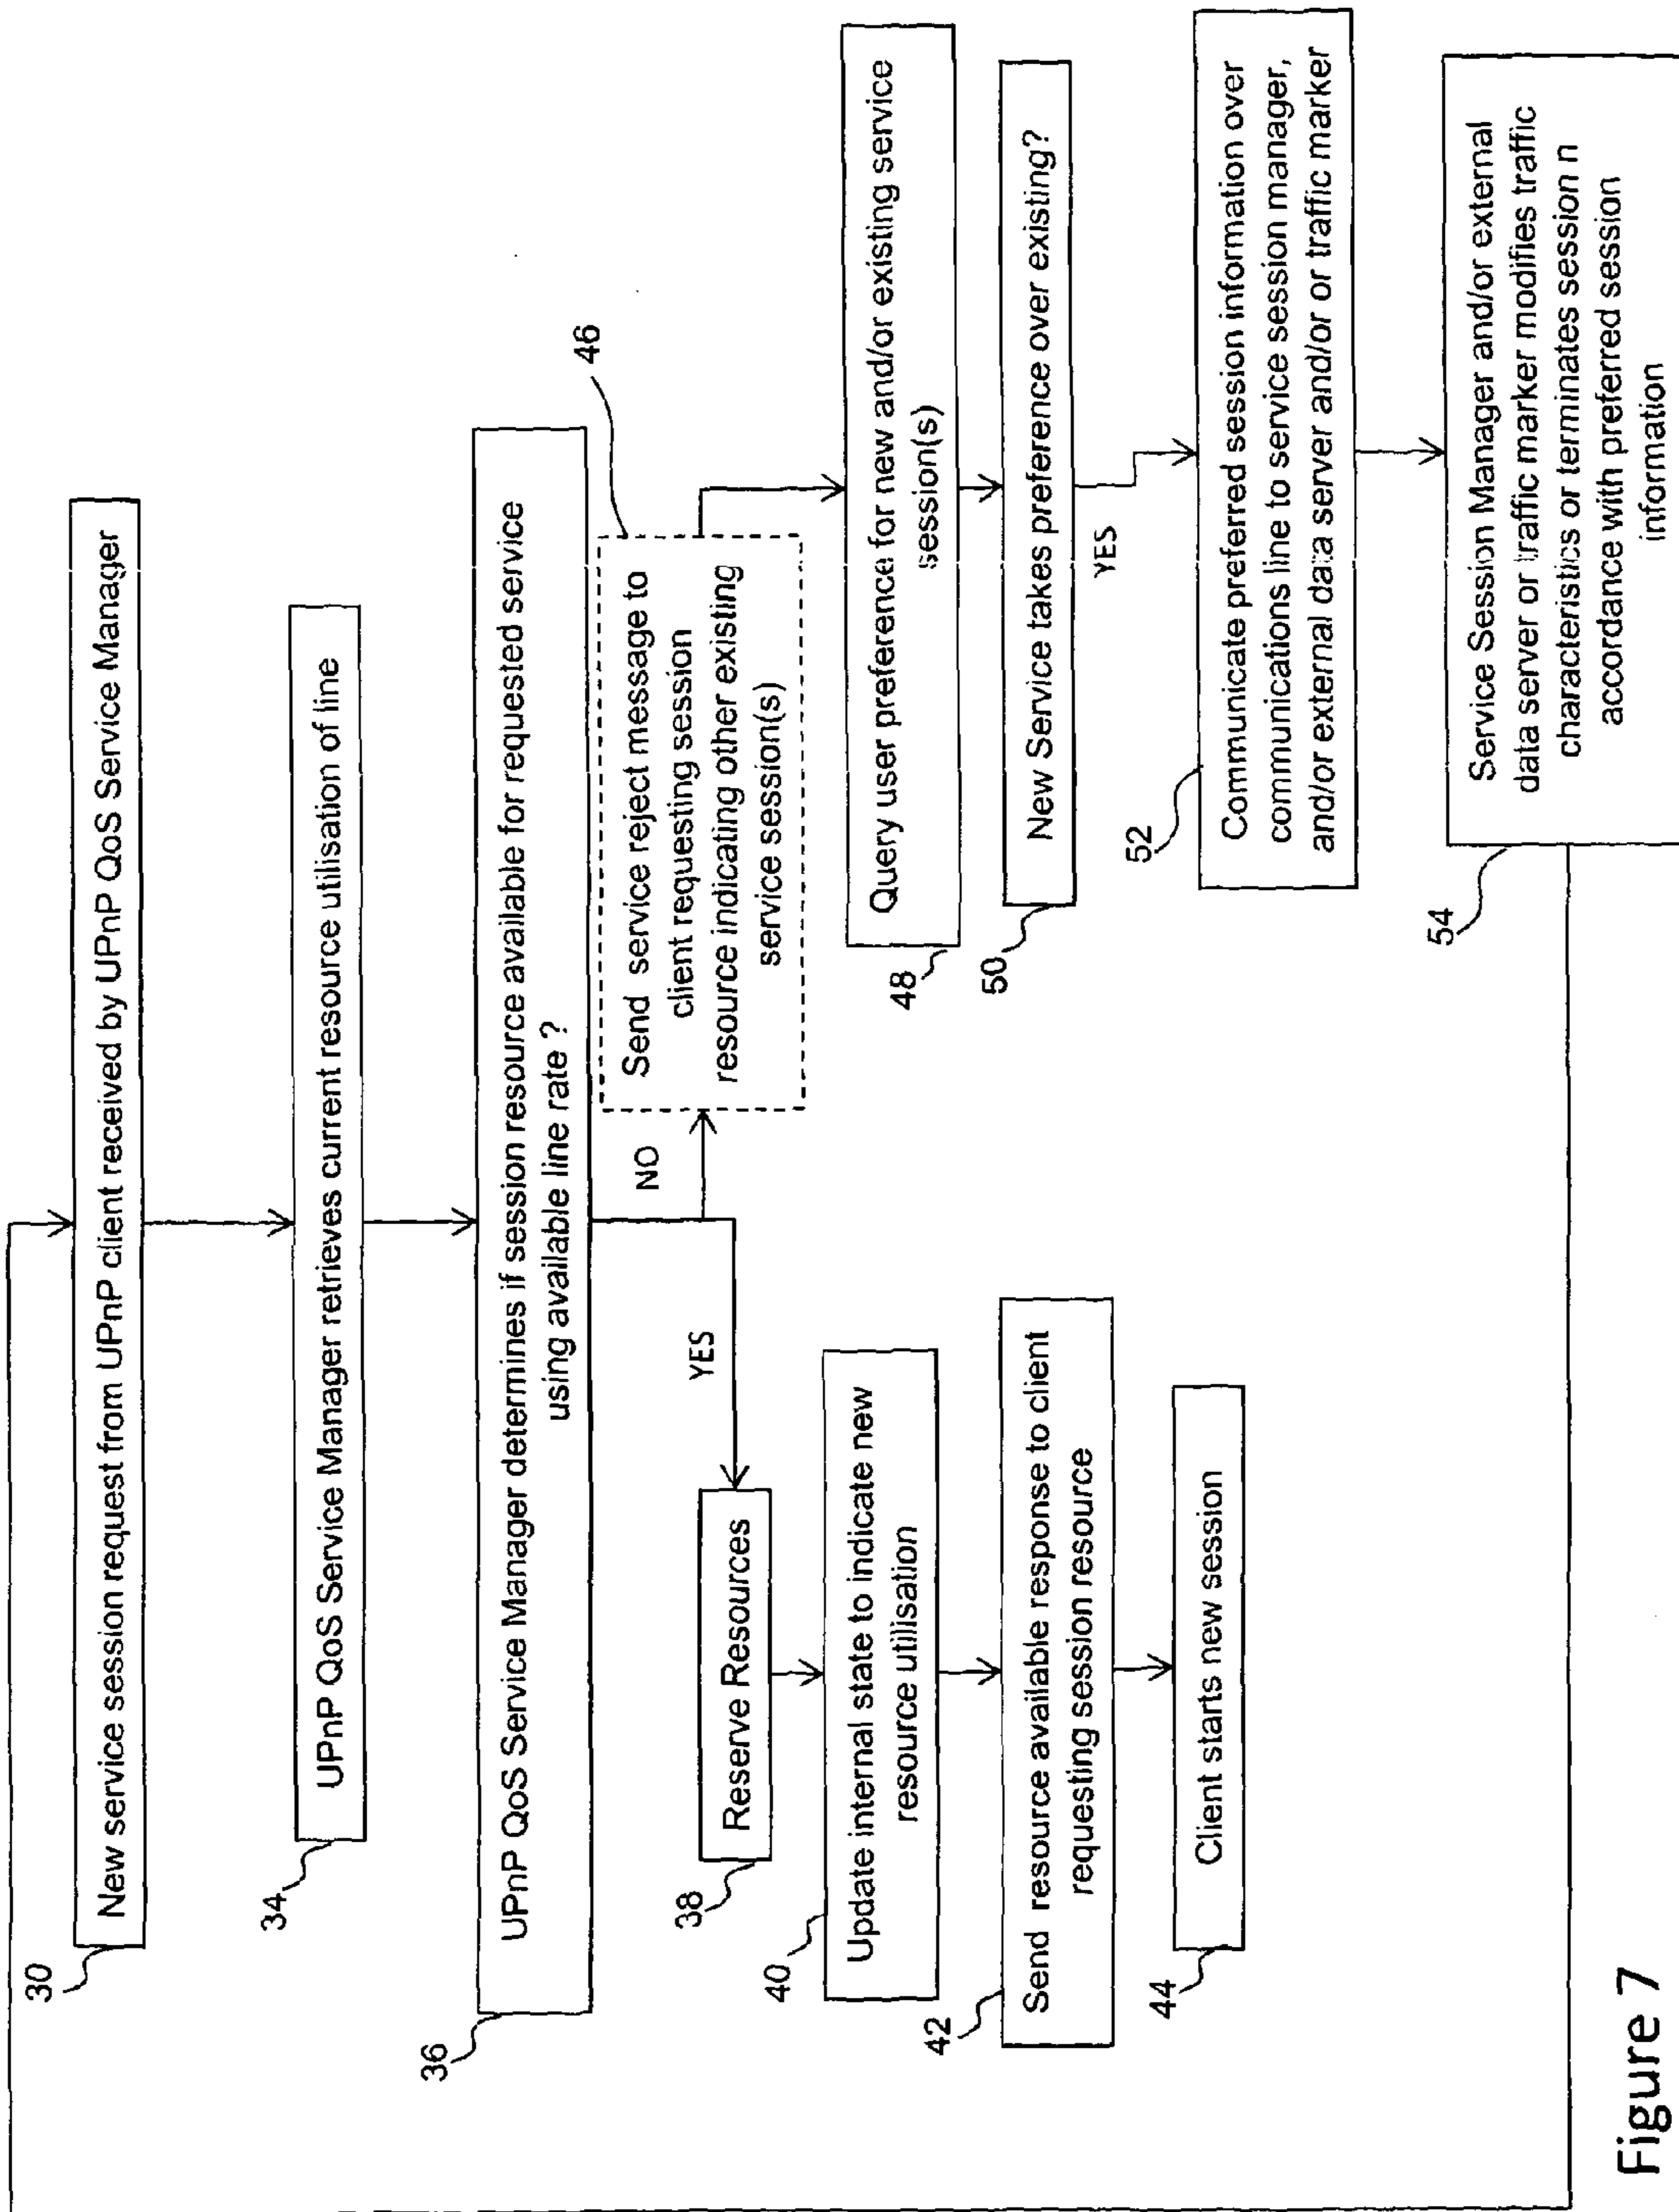 30
New service session request from UPnP client received by UPnP QoS Service Manager
34
UPnP QoS Service Manager retrieves current resource utilisation of line
36
UPnP QoS Service Manager determines if session resource available for requested service
using available line rate ?
YES
NO
38
Reserve Resources
40
Update internal state to indicate new
resource utilisation
42
Send resource available response to client
requesting session resource
44
Client starts new session
46
Send service reject message to
client requesting session
resource indicating other existing
service session(s)
48
Query user preference for new and/or existing service
session(s)
50
New Service takes preference over existing?
YES
52
Communicate preferred session information over
communications line to service session manager,
and/or external data server and/or or traffic marker
54
Service Session Manager and/or external
data server or traffic marker modifies traffic
characteristics or terminates session n
accordance with preferred session
information
Figure 7